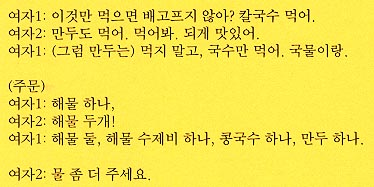 여자1: 이것만 먹으면 배고프지 않아? 칼국수 먹어.
여자2: 만두도 먹어. 먹어봐. 되게 맛있어.
여자1: (그럼 만두는) 먹지 말고, 국수만 먹어. 국물이랑.
(주문)
여자1: 해물 하나,
여자2: 해물 두개!
여자1: 해물 둘, 해물 수제비 하나, 콩국수 하나, 만두 하나.
여자2: 물 좀 더 주세요.